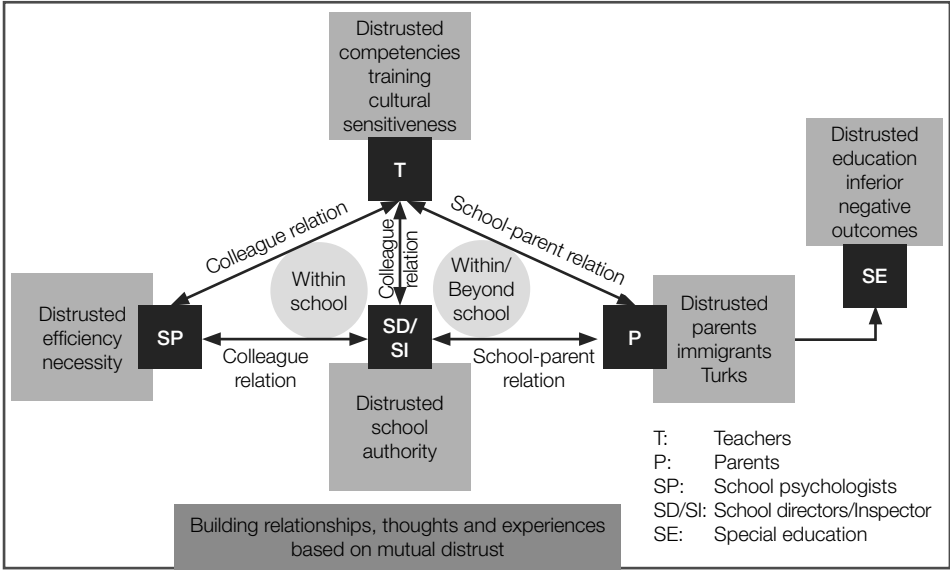 Distrusted
competencies
training
cultural
sensitiveness
T
Distrusted
education
inferior
negative
outcomes
SE
Colleague relation
Colleague
relation
School-parent relation
Within
school
Within/
Beyond
school
Distrusted
efficiency
necessity
SP
Colleague
relation
SD/
SI
School-parent
relation
P
Distrusted
parents
immigrants
Turks
Distrusted
school
authority
T: Teachers
P: Parents
SP: School psychologists
SD/SI: School directors/Inspector
SE: Special education
Building relationships, thoughts and experiences
based on mutual distrust